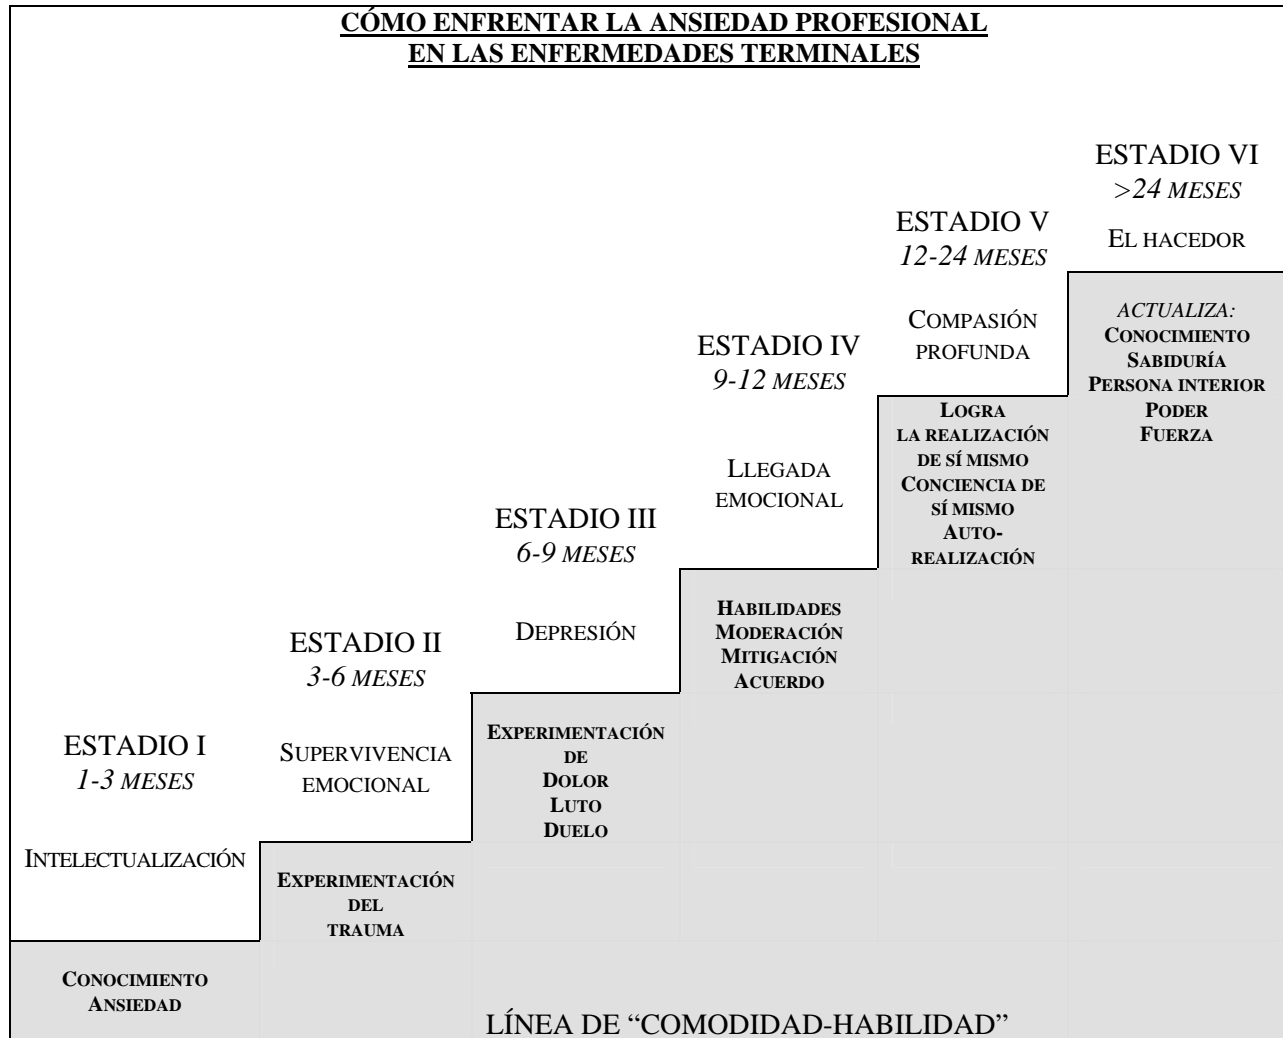 CÓMO ENFRENTAR LA ANSIEDAD PROFESIONAL
EN LAS ENFERMEDADES TERMINALES
ESTADIO I
1-3 MESES
INTELECTUALIZACIÓN
CONOCIMIENTO
ANSIEDAD
ESTADIO II
3-6 MESES
SUPERVIVENCIA
EMOCIONAL
EXPERIMENTACIÓN
DEL
TRAUMA
ESTADIO III
6-9 MESES
DEPRESIÓN
EXPERIMENTACIÓN
DE
DOLOR
LUTO
DUELO
ESTADIO IV
9-12 MESES
LLEGADA
EMOCIONAL
HABILIDADES
MODERACIÓN
MITIGACIÓN
ACUERDO
ESTADIO V
12-24 MESES
COMPASIÓN
PROFUNDA
LOGRA
LA REALIZACIÓN
DE SÍ MISMO
CONCIENCIA DE
SÍ MISMO
AUTO-
REALIZACIÓN
ESTADIO VI
>24 MESES
EL HACEDOR
ACTUALIZA:
CONOCIMIENTO
SABIDURÍA
PERSONA INTERIOR
PODER
FUERZA
LÍNEA DE “COMODIDAD-HABILIDAD”